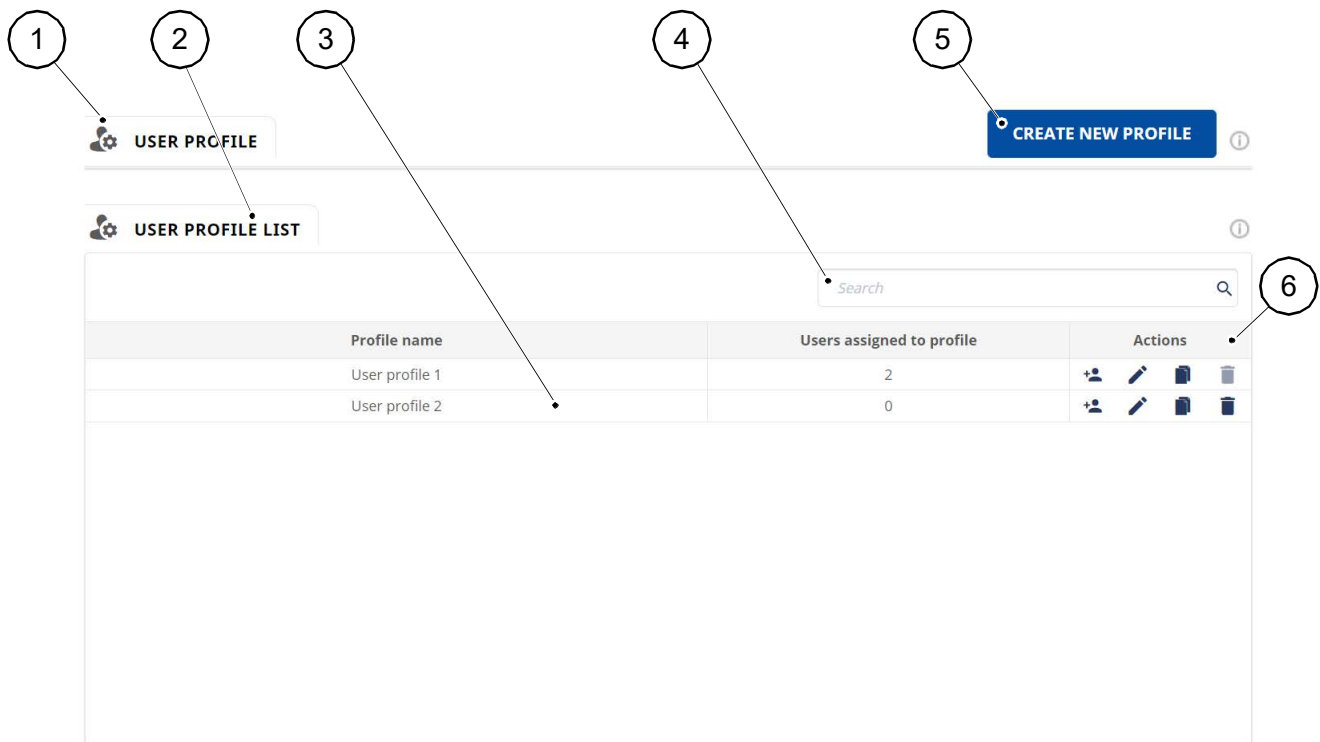 1 2 3 4 5
USER PROFILE CREATE NEW PROFILE
USER PROFILE LIST
Search 6
Profile name Users assigned to profile Actions
User profile 1 2
User profile 2 0